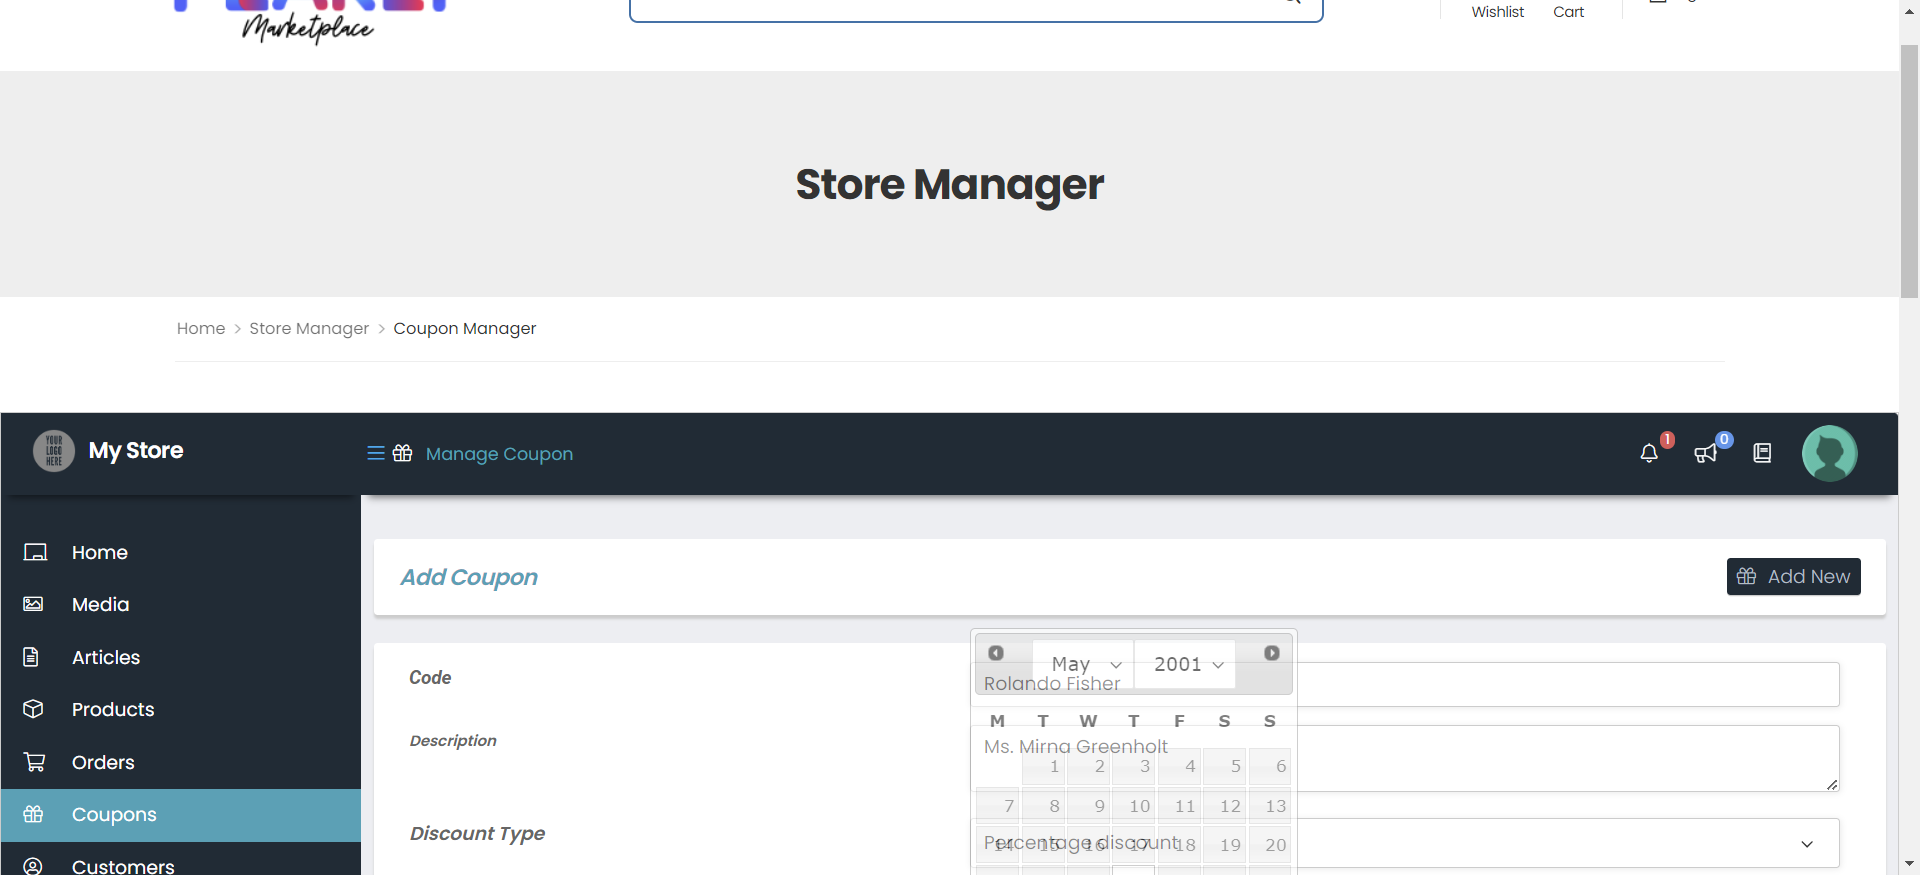 Marketplace
Wishlist
Cart
Store Manager
Home > Store Manager > Coupon Manager
YOUR
LOGO
HERE
My Store
Manage Coupon
1
0
Home
Media
Articles
Products
Orders
Coupons
Customers
Add Coupon
Add New
Code
May
2001
Rolando Fisher
M T W T F S S
Description
Ms. Mirna Greenholt
1 2 3 4 5 6
7 8 9 10 11 12 13
Discount Type
Percentage discount
14 15 16 17 18 19 20